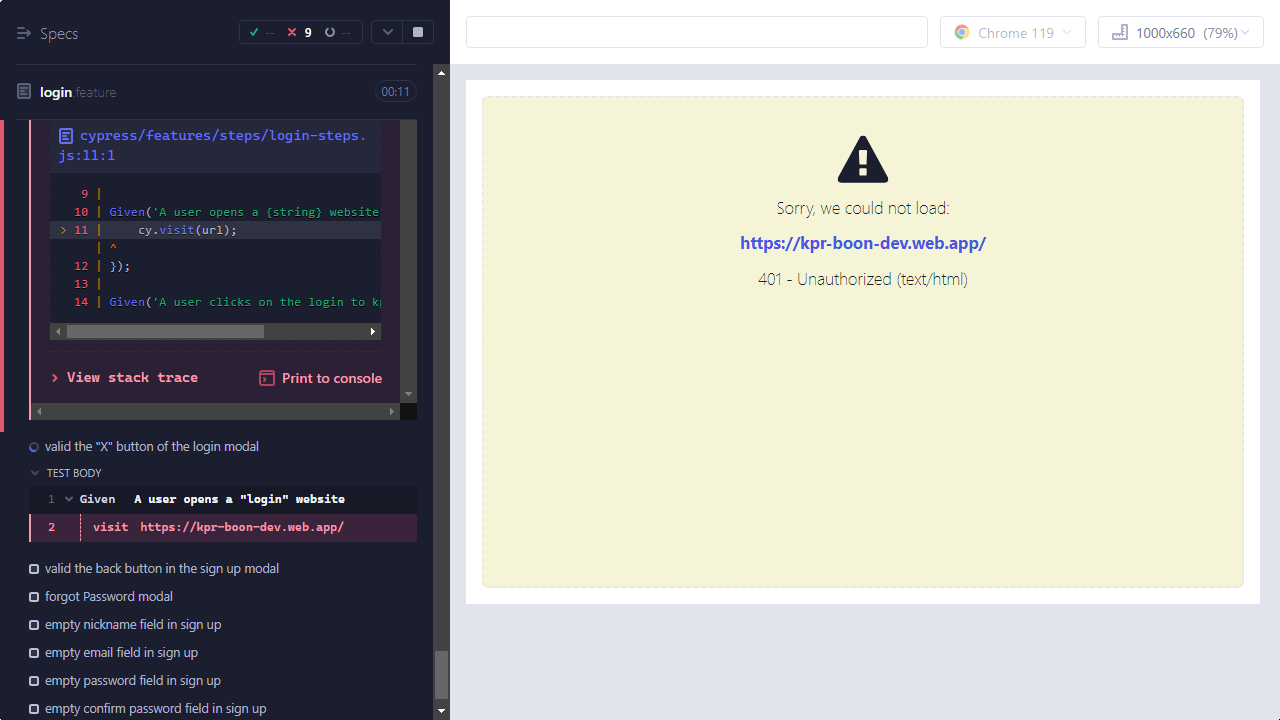 Specs
-- 9 --
Chrome 119
1000x660 (79%)
login.feature
00:11
cypress/features/steps/login-steps.
js:11:1
9 |
10 | Given('A user opens a {string} website
> 11 |     cy.visit(url);
| ^
12 | });
13 |
14 | Given('A user clicks on the login to kp
View stack trace
Print to console
valid the "X" button of the login modal
TEST BODY
1 Given A user opens a "login" website
2 visit https://kpr-boon-dev.web.app/
valid the back button in the sign up modal
forgot Password modal
empty nickname field in sign up
empty email field in sign up
empty password field in sign up
empty confirm password field in sign up
Sorry, we could not load:
https://kpr-boon-dev.web.app/
401 - Unauthorized (text/html)